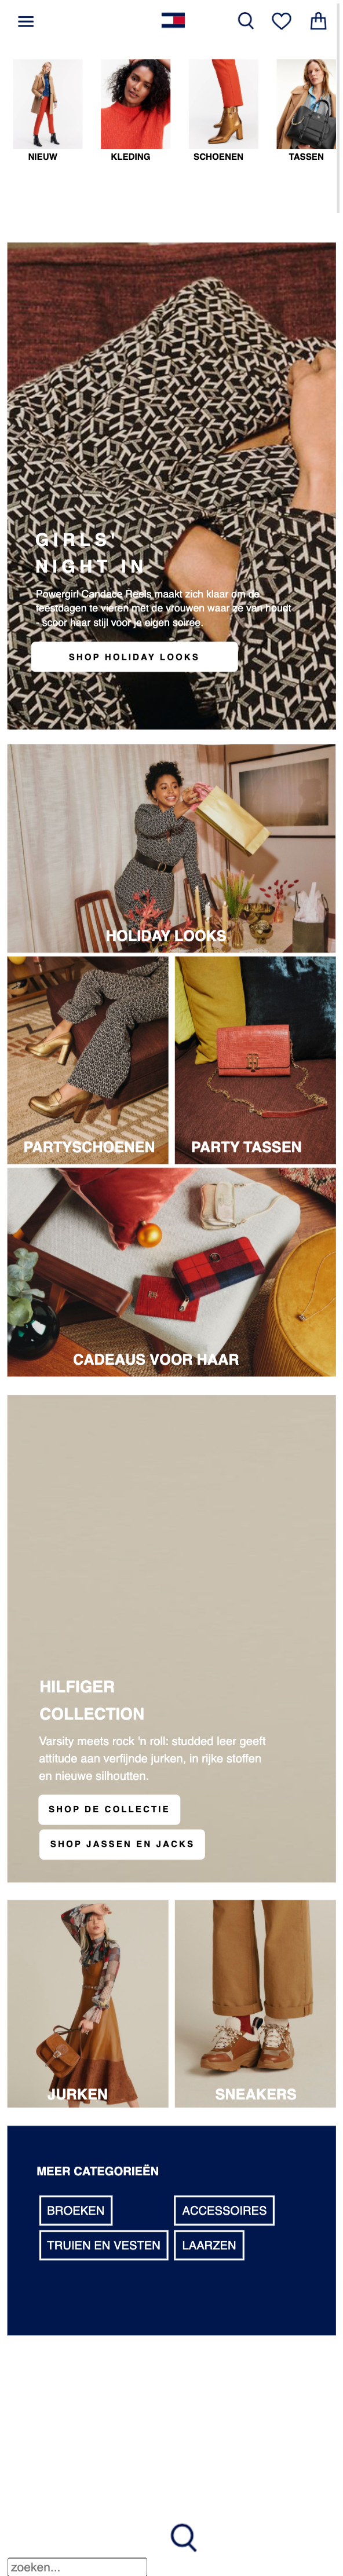 NIEUW
KLEDING
SCHOENEN
TASSEN
GIRLS
NIGHT IN
Powergirl Candace Reels maakt zich klaar om de
feestdagen te vieren met de vrouwen waar ze van houdt
- scoor haar stijl voor je eigen soiree.
SHOP HOLIDAY LOOKS
HOLIDAY LOOKS
PARTYSCHOENEN
PARTY TASSEN
CADEAUS VOOR HAAR
HILFIGER
COLLECTION
Varsity meets rock 'n roll: studded leer geeft
attitude aan verfijnde jurken, in rijke stoffen
en nieuwe silhoutten.
SHOP DE COLLECTIE
SHOP JASSEN EN JACKS
JURKEN
SNEAKERS
MEER CATEGORIEËN
BROEKEN
ACCESSOIRES
TRUIEN EN VESTEN
LAARZEN
zoeken...